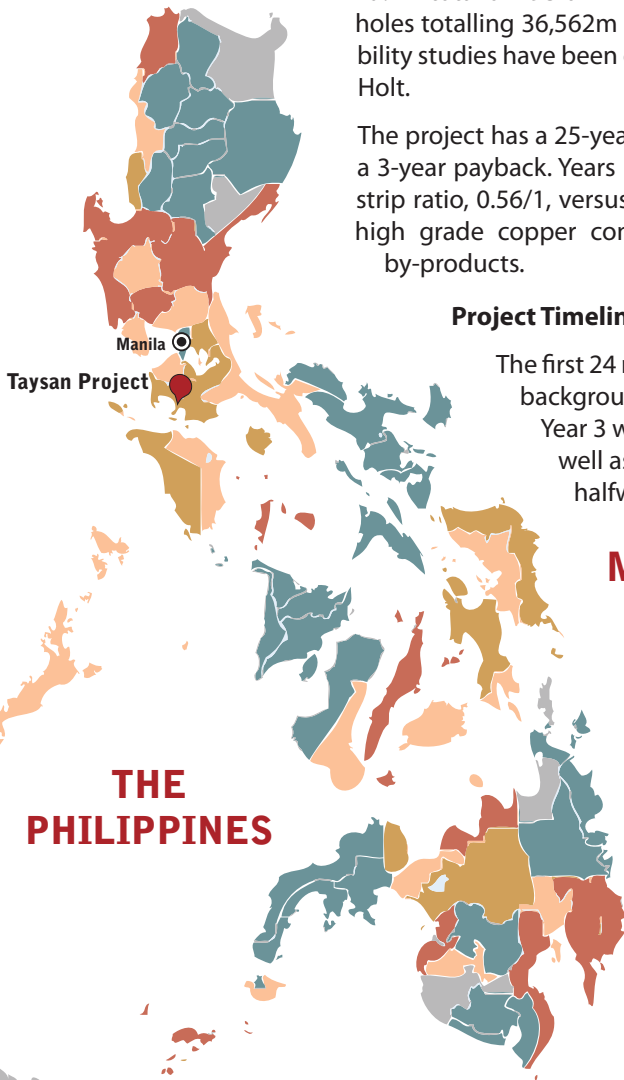 holes totalling 36,562m
bility studies have been
Holt.
The project has a 25-yea
a 3-year payback. Years
strip ratio, 0.56/1, versus
high grade copper con
by-products.
Project Timelin
The first 24
backgrou
Year 3 w
well as
halfw
M
Manila
Taysan Project
THE
PHILIPPINES